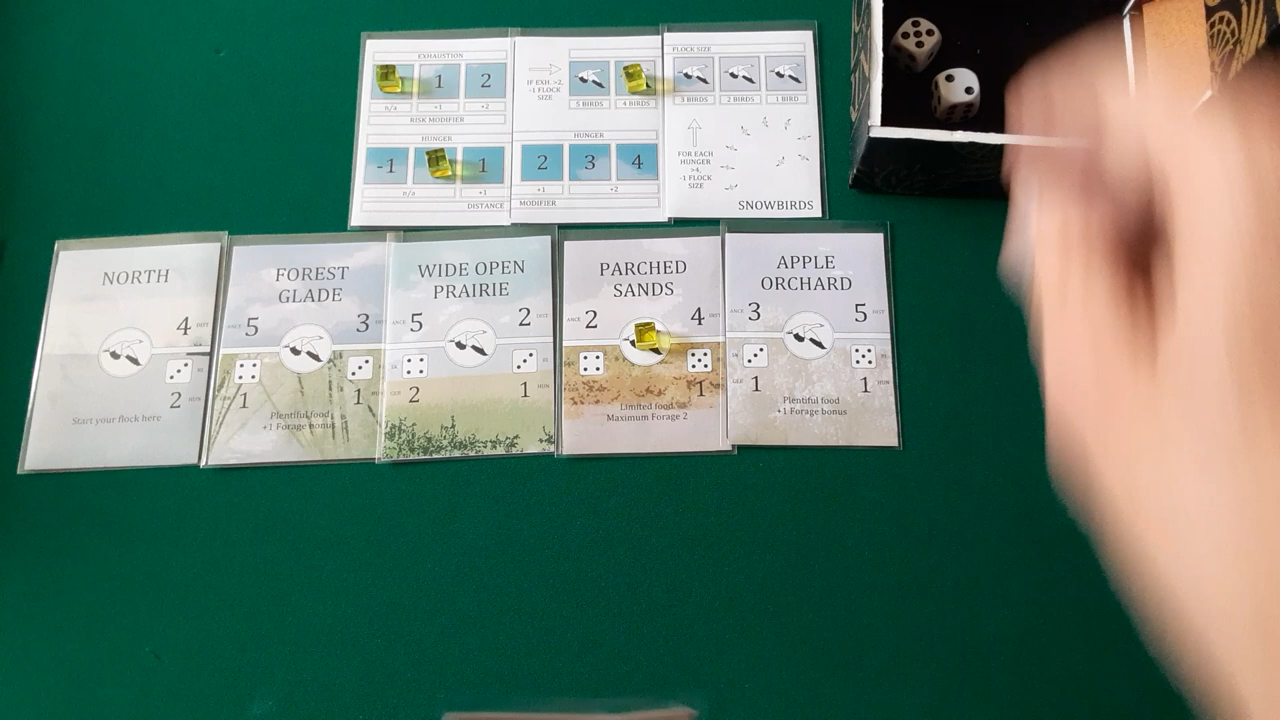 EXHAUSTION
1 2
n/a +1 +2
RISK MODIFIER
HUNGER
-1 1
n/a +1
DISTANCE
IF EXH. >2,
-1 FLOCK
SIZE
5 BIRDS 4 BIRDS
HUNGER
2 3 4
+1 +2
MODIFIER
FLOCK SIZE
3 BIRDS 2 BIRDS 1 BIRD
FOR EACH
HUNGER
>4,
-1 FLOCK
SIZE
SNOWBIRDS
NORTH
4
2
Start your flock here
FOREST
GLADE
5 3
1 1
Plentiful food
+1 Forage bonus
WIDE OPEN
PRAIRIE
5 2
2 1
PARCHED
SANDS
2 4
1
Limited food
Maximum Forage 2
APPLE
ORCHARD
3 5
1 1
Plentiful food
+1 Forage bonus